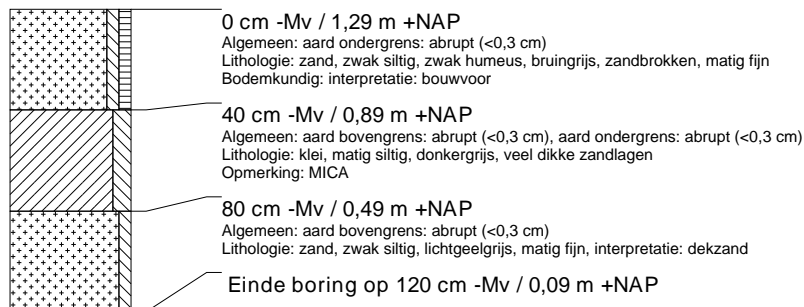 0 cm -Mv / 1,29 m +NAP
Algemeen: aard ondergrens: abrupt (<0,3 cm)
Lithologie: zand, zwak siltig, zwak humeus, bruingrijs, zandbrokken, matig fijn
Bodemkundig: interpretatie: bouwvoor
40 cm -Mv / 0,89 m +NAP
Algemeen: aard bovengrens: abrupt (<0,3 cm), aard ondergrens: abrupt (<0,3 cm)
Lithologie: klei, matig siltig, donkergrijs, veel dikke zandlagen
Opmerking: MICA
80 cm -Mv / 0,49 m +NAP
Algemeen: aard bovengrens: abrupt (<0,3 cm)
Lithologie: zand, zwak siltig, lichtgeelgrijs, matig fijn, interpretatie: dekzand
Einde boring op 120 cm -Mv / 0,09 m +NAP